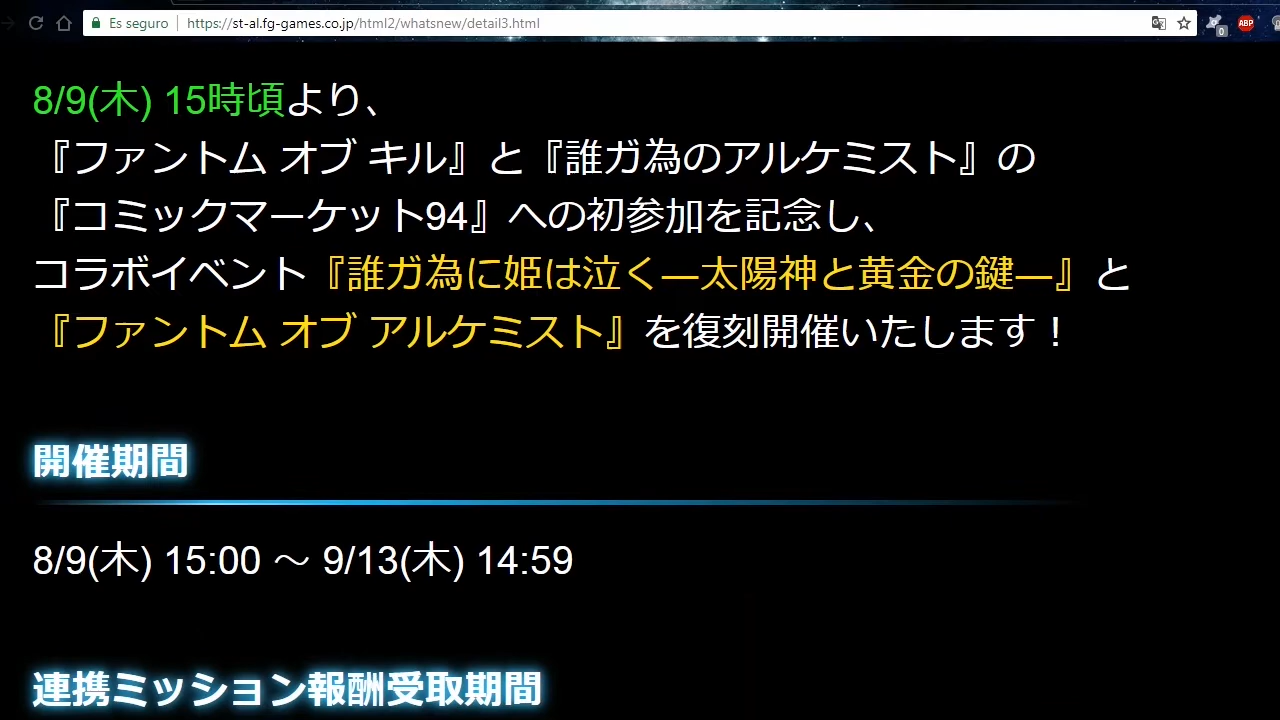 Es seguro https://st-al.fg-games.co.jp/html2/whatsnew/detail3.html
ABP
0
8/9(木) 15時頃より、
『ファントム オブ キル』と『誰ガ為のアルケミスト』の
『コミックマーケット94』への初参加を記念し、
コラボイベント『誰ガ為に姫は泣く―太陽神と黄金の鍵―』と
『ファントム オブ アルケミスト』を復刻開催いたします！
開催期間
8/9(木) 15:00 ～ 9/13(木) 14:59
連携ミッション報酬受取期間